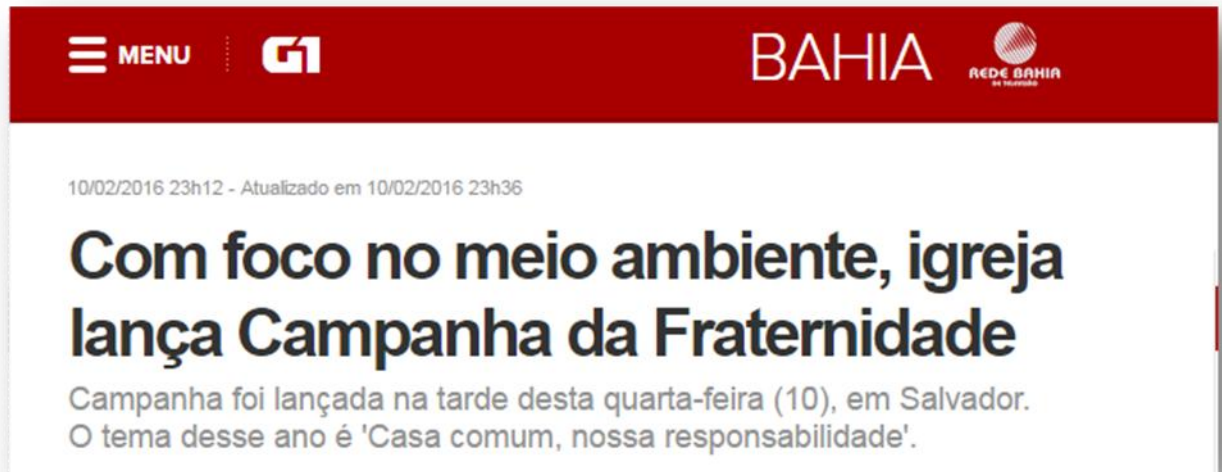 MENU G1 BAHIA REDE BAHIA
DE TELEVISÃO
10/02/2016 23h12 - Atualizado em 10/02/2016 23h36
Com foco no meio ambiente, igreja
lança Campanha da Fraternidade
Campanha foi lançada na tarde desta quarta-feira (10), em Salvador.
O tema desse ano é 'Casa comum, nossa responsabilidade'.